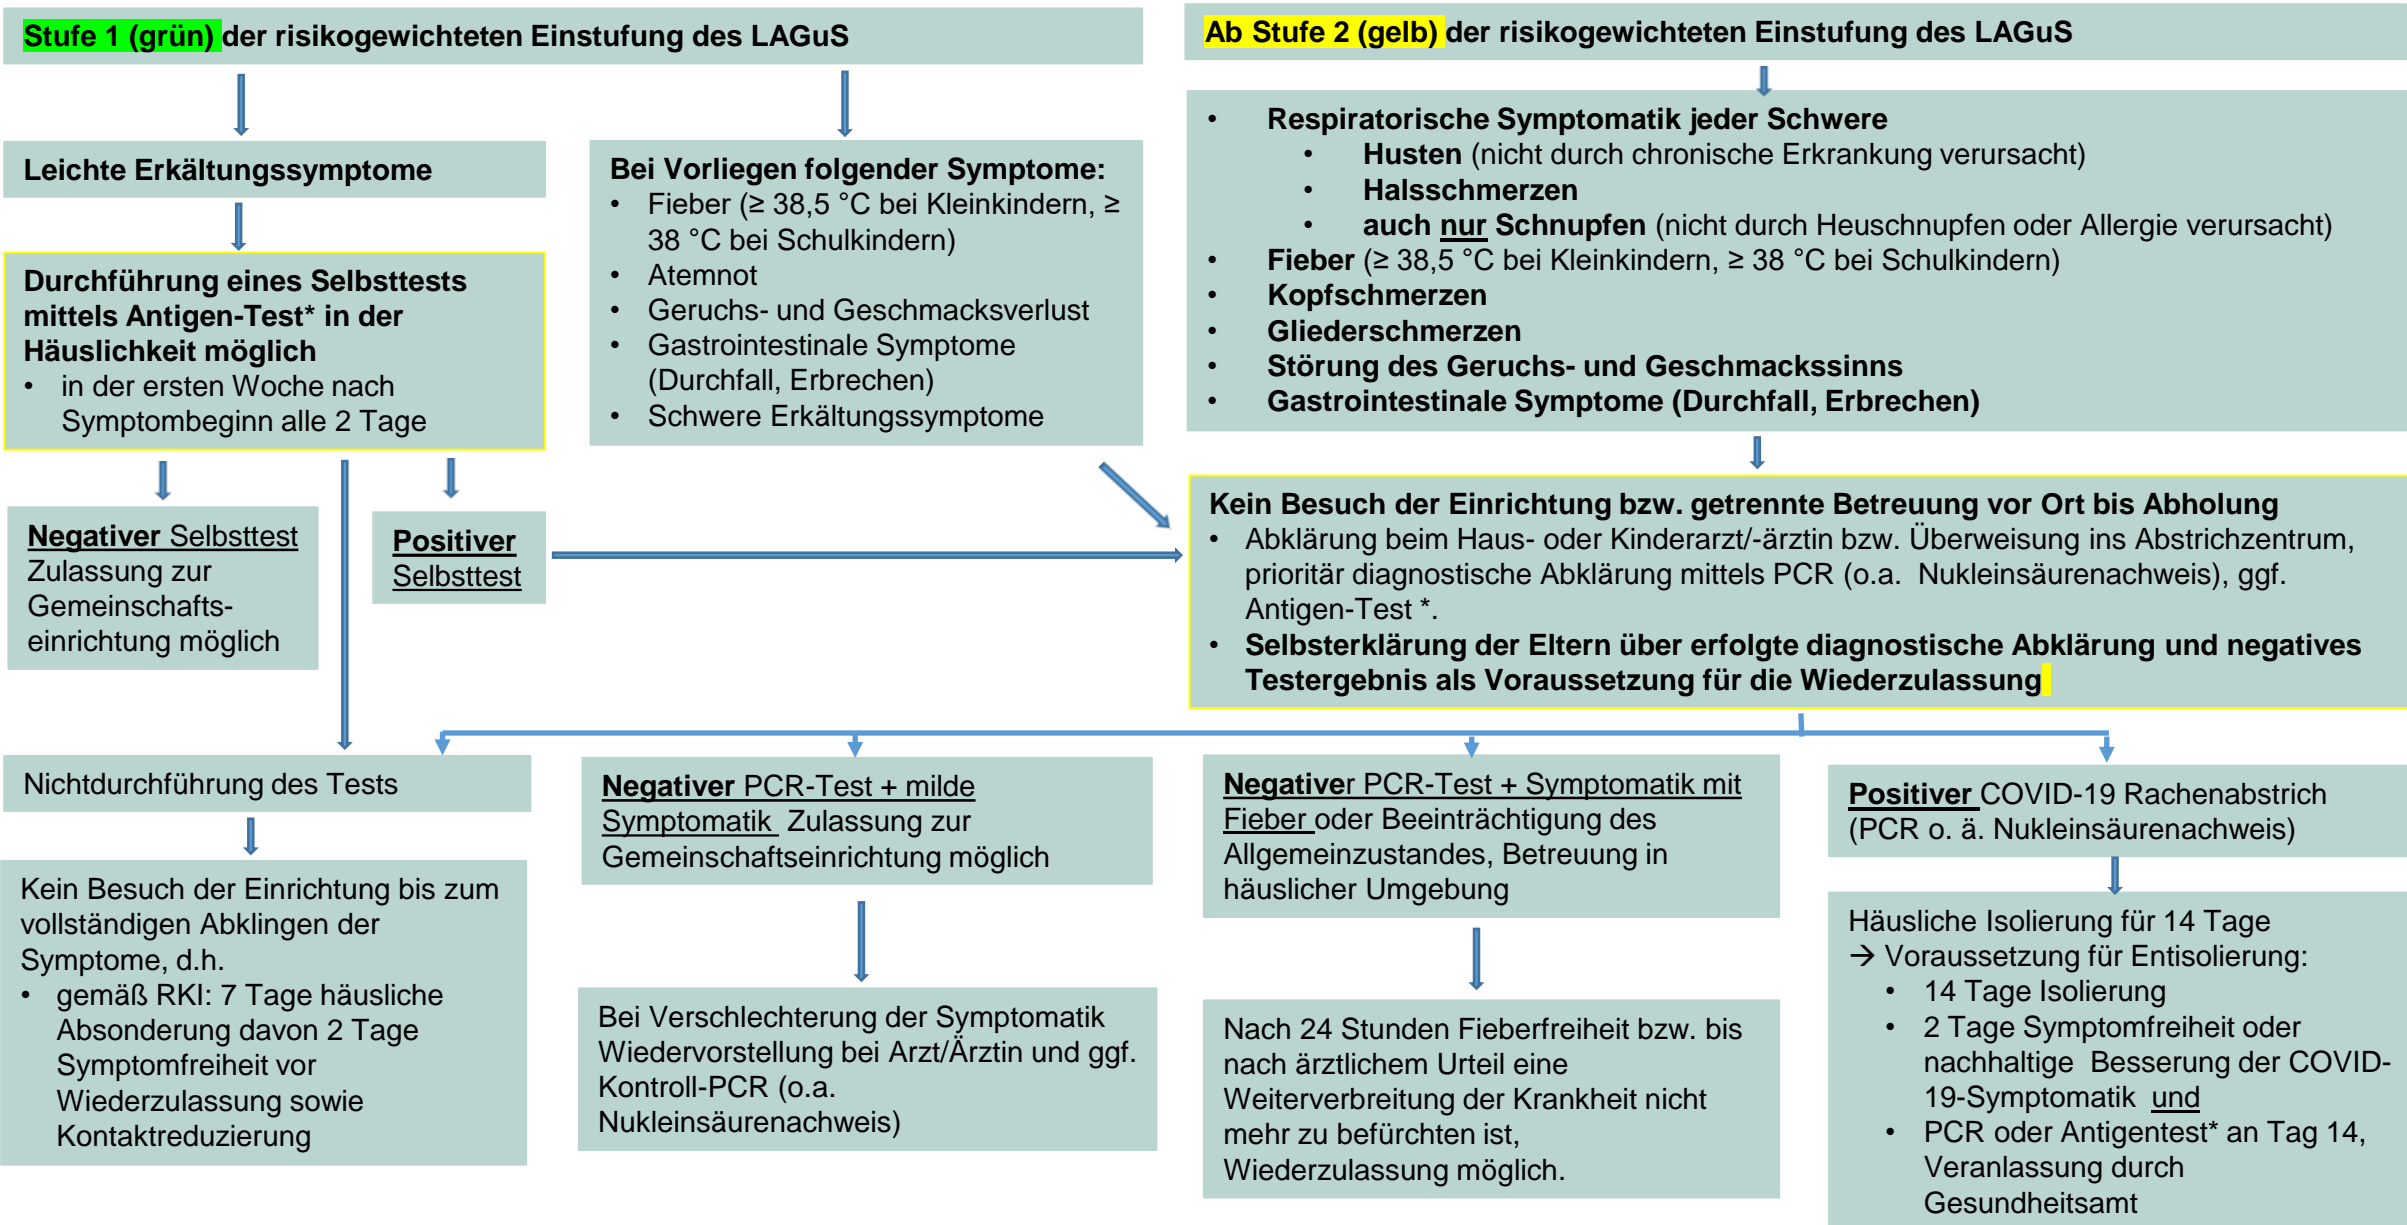 Stufe 1 (grün) der risikogewichteten Einstufung des LAGuS
Ab Stufe 2 (gelb) der risikogewichteten Einstufung des LAGuS
Leichte Erkältungssymptome
Durchführung eines Selbsttests
mittels Antigen-Test* in der
Häuslichkeit möglich
• in der ersten Woche nach
Symptombeginn alle 2 Tage
Bei Vorliegen folgender Symptome:
• Fieber (≥ 38,5 °C bei Kleinkindern, ≥
38 °C bei Schulkindern)
• Atemnot
• Geruchs- und Geschmacksverlust
• Gastrointestinale Symptome
(Durchfall, Erbrechen)
• Schwere Erkältungssymptome
• Respiratorische Symptomatik jeder Schwere
• Husten (nicht durch chronische Erkrankung verursacht)
• Halsschmerzen
• auch nur Schnupfen (nicht durch Heuschnupfen oder Allergie verursacht)
• Fieber (≥ 38,5 °C bei Kleinkindern, ≥ 38 °C bei Schulkindern)
• Kopfschmerzen
• Gliederschmerzen
• Störung des Geruchs- und Geschmackssinns
• Gastrointestinale Symptome (Durchfall, Erbrechen)
Negativer Selbsttest
Zulassung zur
Gemeinschafts-
einrichtung möglich
Positiver
Selbsttest
Kein Besuch der Einrichtung bzw. getrennte Betreuung vor Ort bis Abholung
• Abklärung beim Haus- oder Kinderarzt/-ärztin bzw. Überweisung ins Abstrichzentrum,
prioritär diagnostische Abklärung mittels PCR (o.a. Nukleinsäurenachweis), ggf.
Antigen-Test *.
• Selbsterklärung der Eltern über erfolgte diagnostische Abklärung und negatives
Testergebnis als Voraussetzung für die Wiederzulassung
Nichtdurchführung des Tests
Kein Besuch der Einrichtung bis zum
vollständigen Abklingen der
Symptome, d.h.
• gemäß RKI: 7 Tage häusliche
Absonderung davon 2 Tage
Symptomfreiheit vor
Wiederzulassung sowie
Kontaktreduzierung
Negativer PCR-Test + milde
Symptomatik Zulassung zur
Gemeinschaftseinrichtung möglich
Bei Verschlechterung der Symptomatik
Wiedervorstellung bei Arzt/Ärztin und ggf.
Kontroll-PCR (o.a.
Nukleinsäurenachweis)
Negativer PCR-Test + Symptomatik mit
Fieber oder Beeinträchtigung des
Allgemeinzustandes, Betreuung in
häuslicher Umgebung
Nach 24 Stunden Fieberfreiheit bzw. bis
nach ärztlichem Urteil eine
Weiterverbreitung der Krankheit nicht
mehr zu befürchten ist,
Wiederzulassung möglich.
Positiver COVID-19 Rachenabstrich
(PCR o. ä. Nukleinsäurenachweis)
Häusliche Isolierung für 14 Tage
→ Voraussetzung für Entisolierung:
• 14 Tage Isolierung
• 2 Tage Symptomfreiheit oder
nachhaltige Besserung der COVID-
19-Symptomatik und
• PCR oder Antigentest* an Tag 14,
Veranlassung durch
Gesundheitsamt